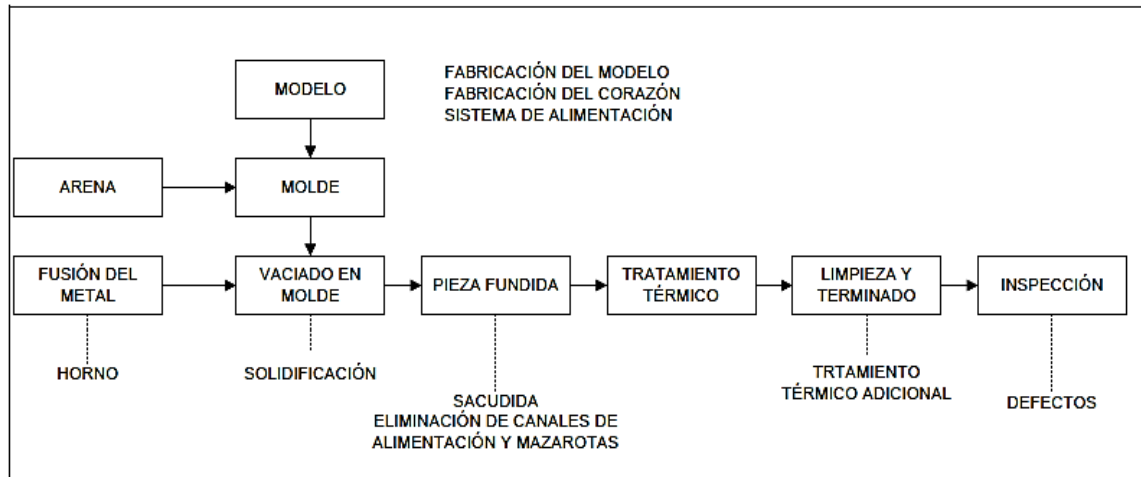 MODELO
FABRICACIÓN DEL MODELO
FABRICACIÓN DEL CORAZÓN
SISTEMA DE ALIMENTACIÓN
ARENA
MOLDE
FUSIÓN DEL
METAL
VACIADO EN
MOLDE
PIEZA FUNDIDA
TRATAMIENTO
TÉRMICO
LIMPIEZA Y
TERMINADO
INSPECCIÓN
HORNO
SOLIDIFICACIÓN
SACUDIDA
ELIMINACIÓN DE CANALES DE
ALIMENTACIÓN Y MAZAROTAS
TRTAMIENTO
TÉRMICO ADICIONAL
DEFECTOS